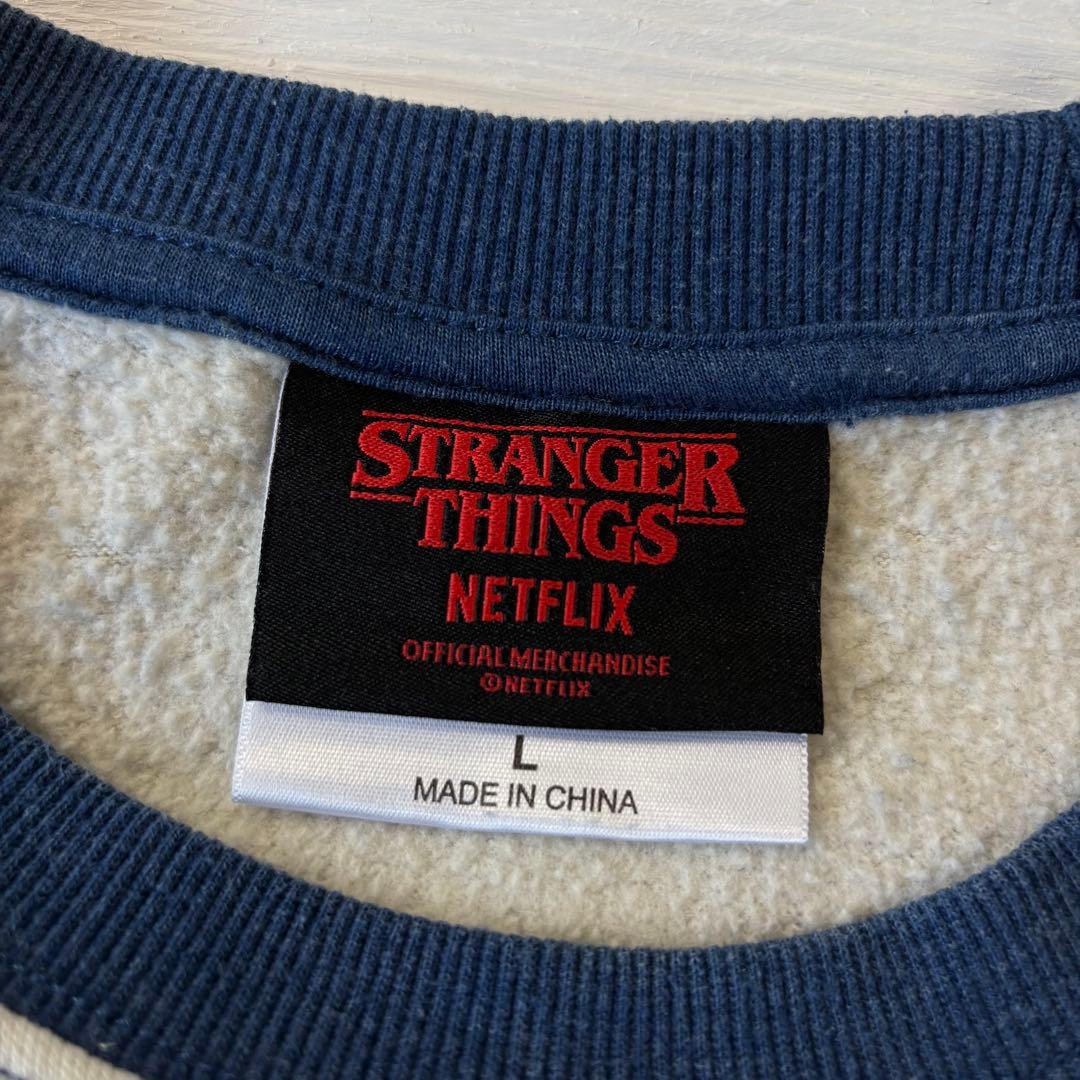 STRANGER
THINGS
NETFLIX
OFFICIAL MERCHANDISE
©NETFLIX
L
MADE IN CHINA